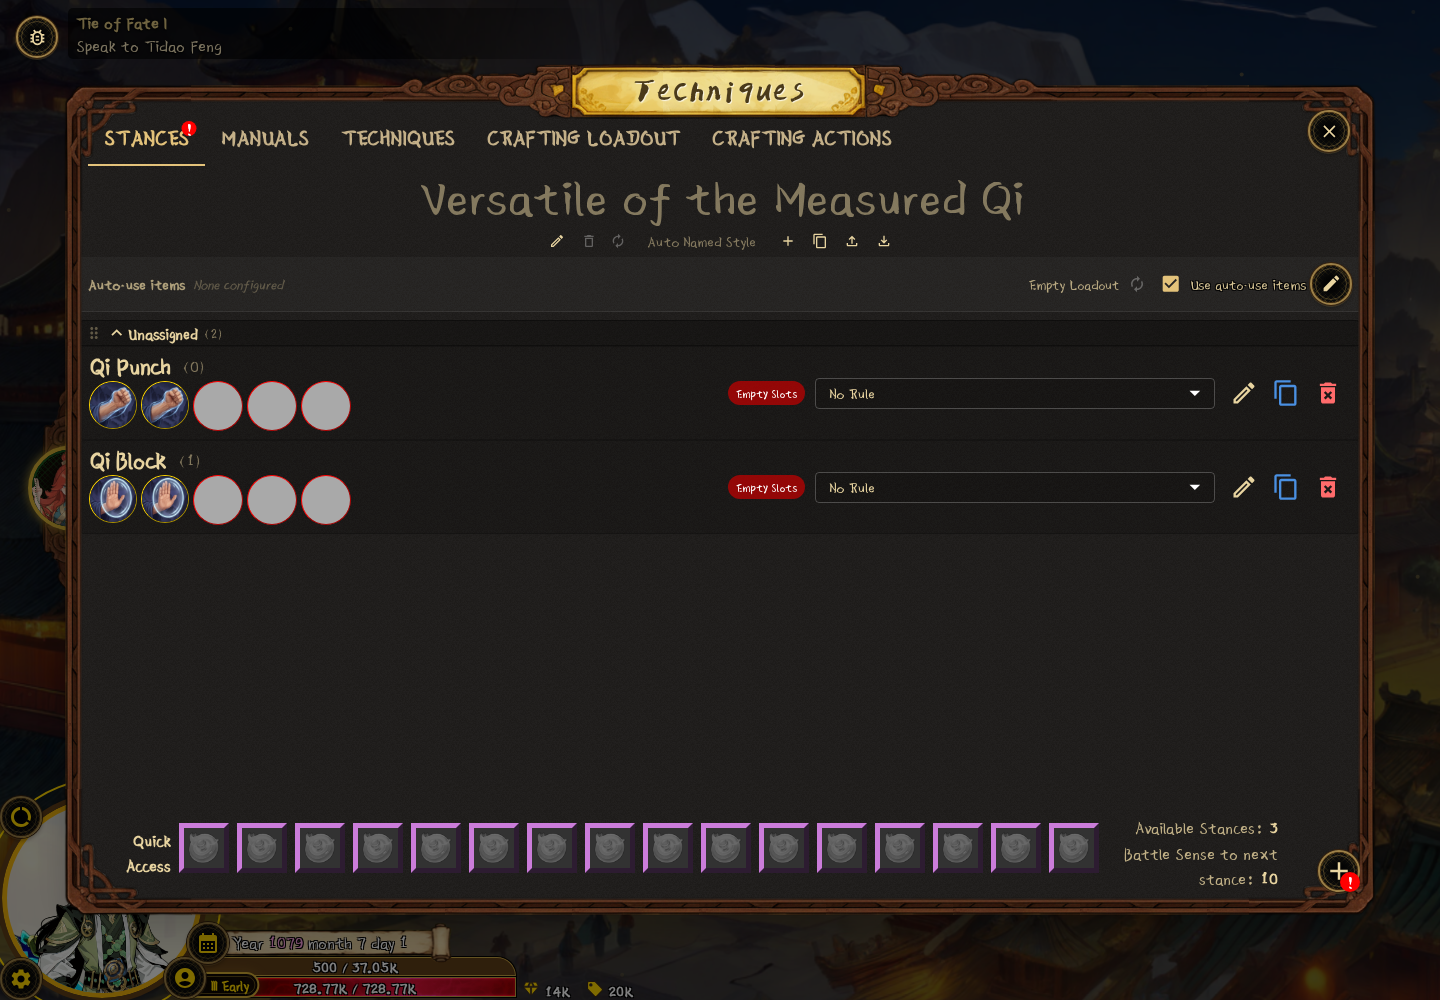 Tie of Fate I
Speak to Tidao Feng
Techniques
STANCES ! MANUALS TECHNIQUES CRAFTING LOADOUT CRAFTING ACTIONS
Versatile of the Measured Qi
Auto Named Style
Auto-use items None configured Empty Loadout Use auto-use items
Unassigned (2)
Qi Punch (0)
Empty Slots No Rule
Qi Block (1)
Empty Slots No Rule
Quick Access
Available Stances: 3
Battle Sense to next
stance: 10
!
Year 1079 month 7 day 1
500 / 37.05K
III Early 728.77K / 728.77K 14K 20K